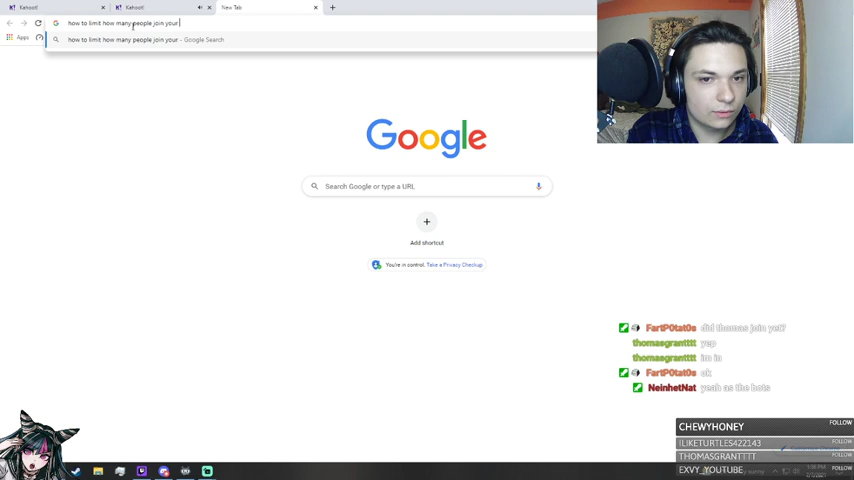 Kahoot!
Kahoot!
New Tab
how to limit how many people join your
Apps
how to limit how many people join your - Google Search
Google
Search Google or type a URL
Add shortcut
You're in control. Take a Privacy Checkup
FartP0tat0s did thomas join yet?
thomasgrantttt yep
thomasgrantttt im in
FartP0tat0s ok
NeinhetNat yeah as the bots
CHEWYHONEY FOLLOW
ILIKETURTLES422143 FOLLOW
THOMASGRANTTTT FOLLOW
EXVY_YOUTUBE FOLLOW